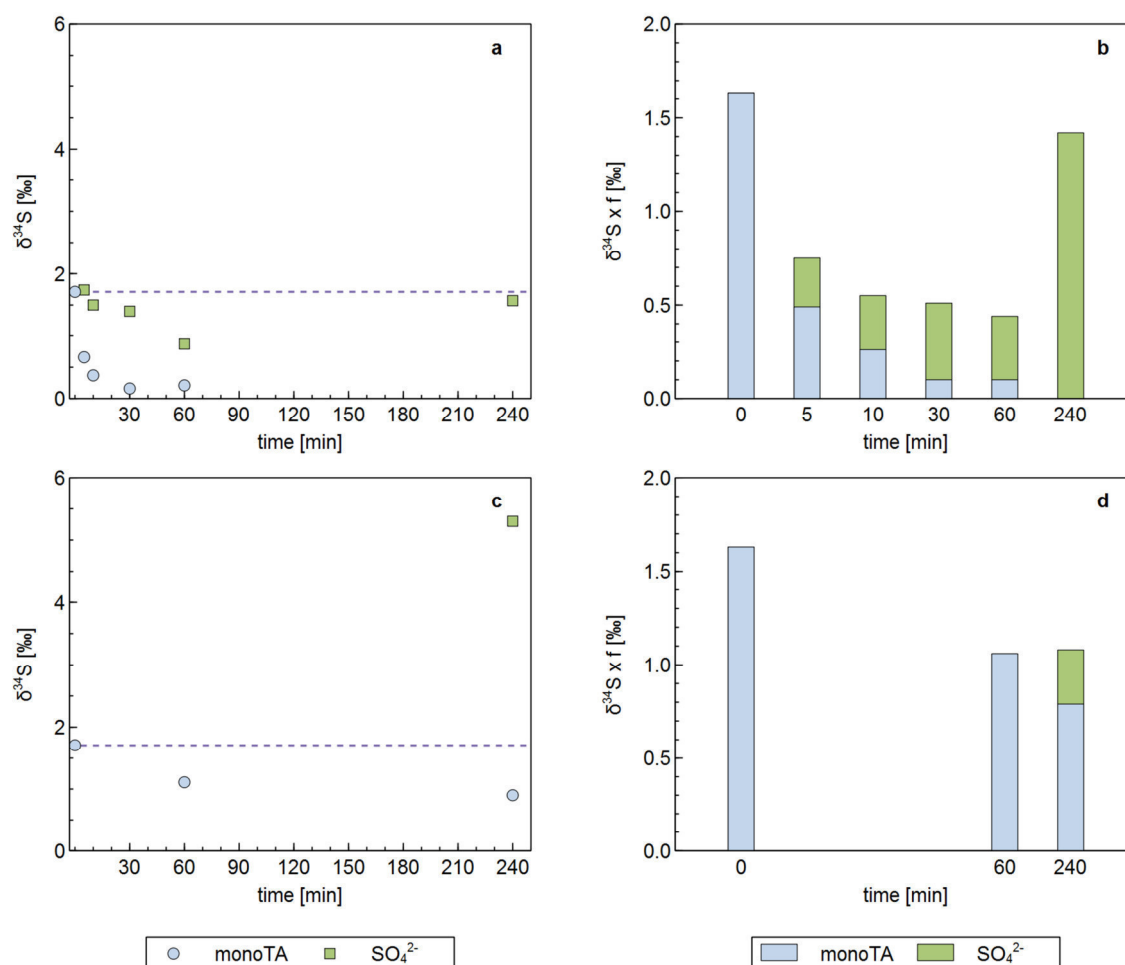 a
6
4
2
0
δ³⁴S [‰]
30 60 90 120 150 180 210 240
time [min]
b
2.0
1.5
1.0
0.5
0.0
δ³⁴S x f [‰]
0 5 10 30 60 240
time [min]
c
6
4
2
0
δ³⁴S [‰]
30 60 90 120 150 180 210 240
time [min]
d
2.0
1.5
1.0
0.5
0.0
δ³⁴S x f [‰]
0 60 240
time [min]
monoTA SO₄²⁻
monoTA SO₄²⁻